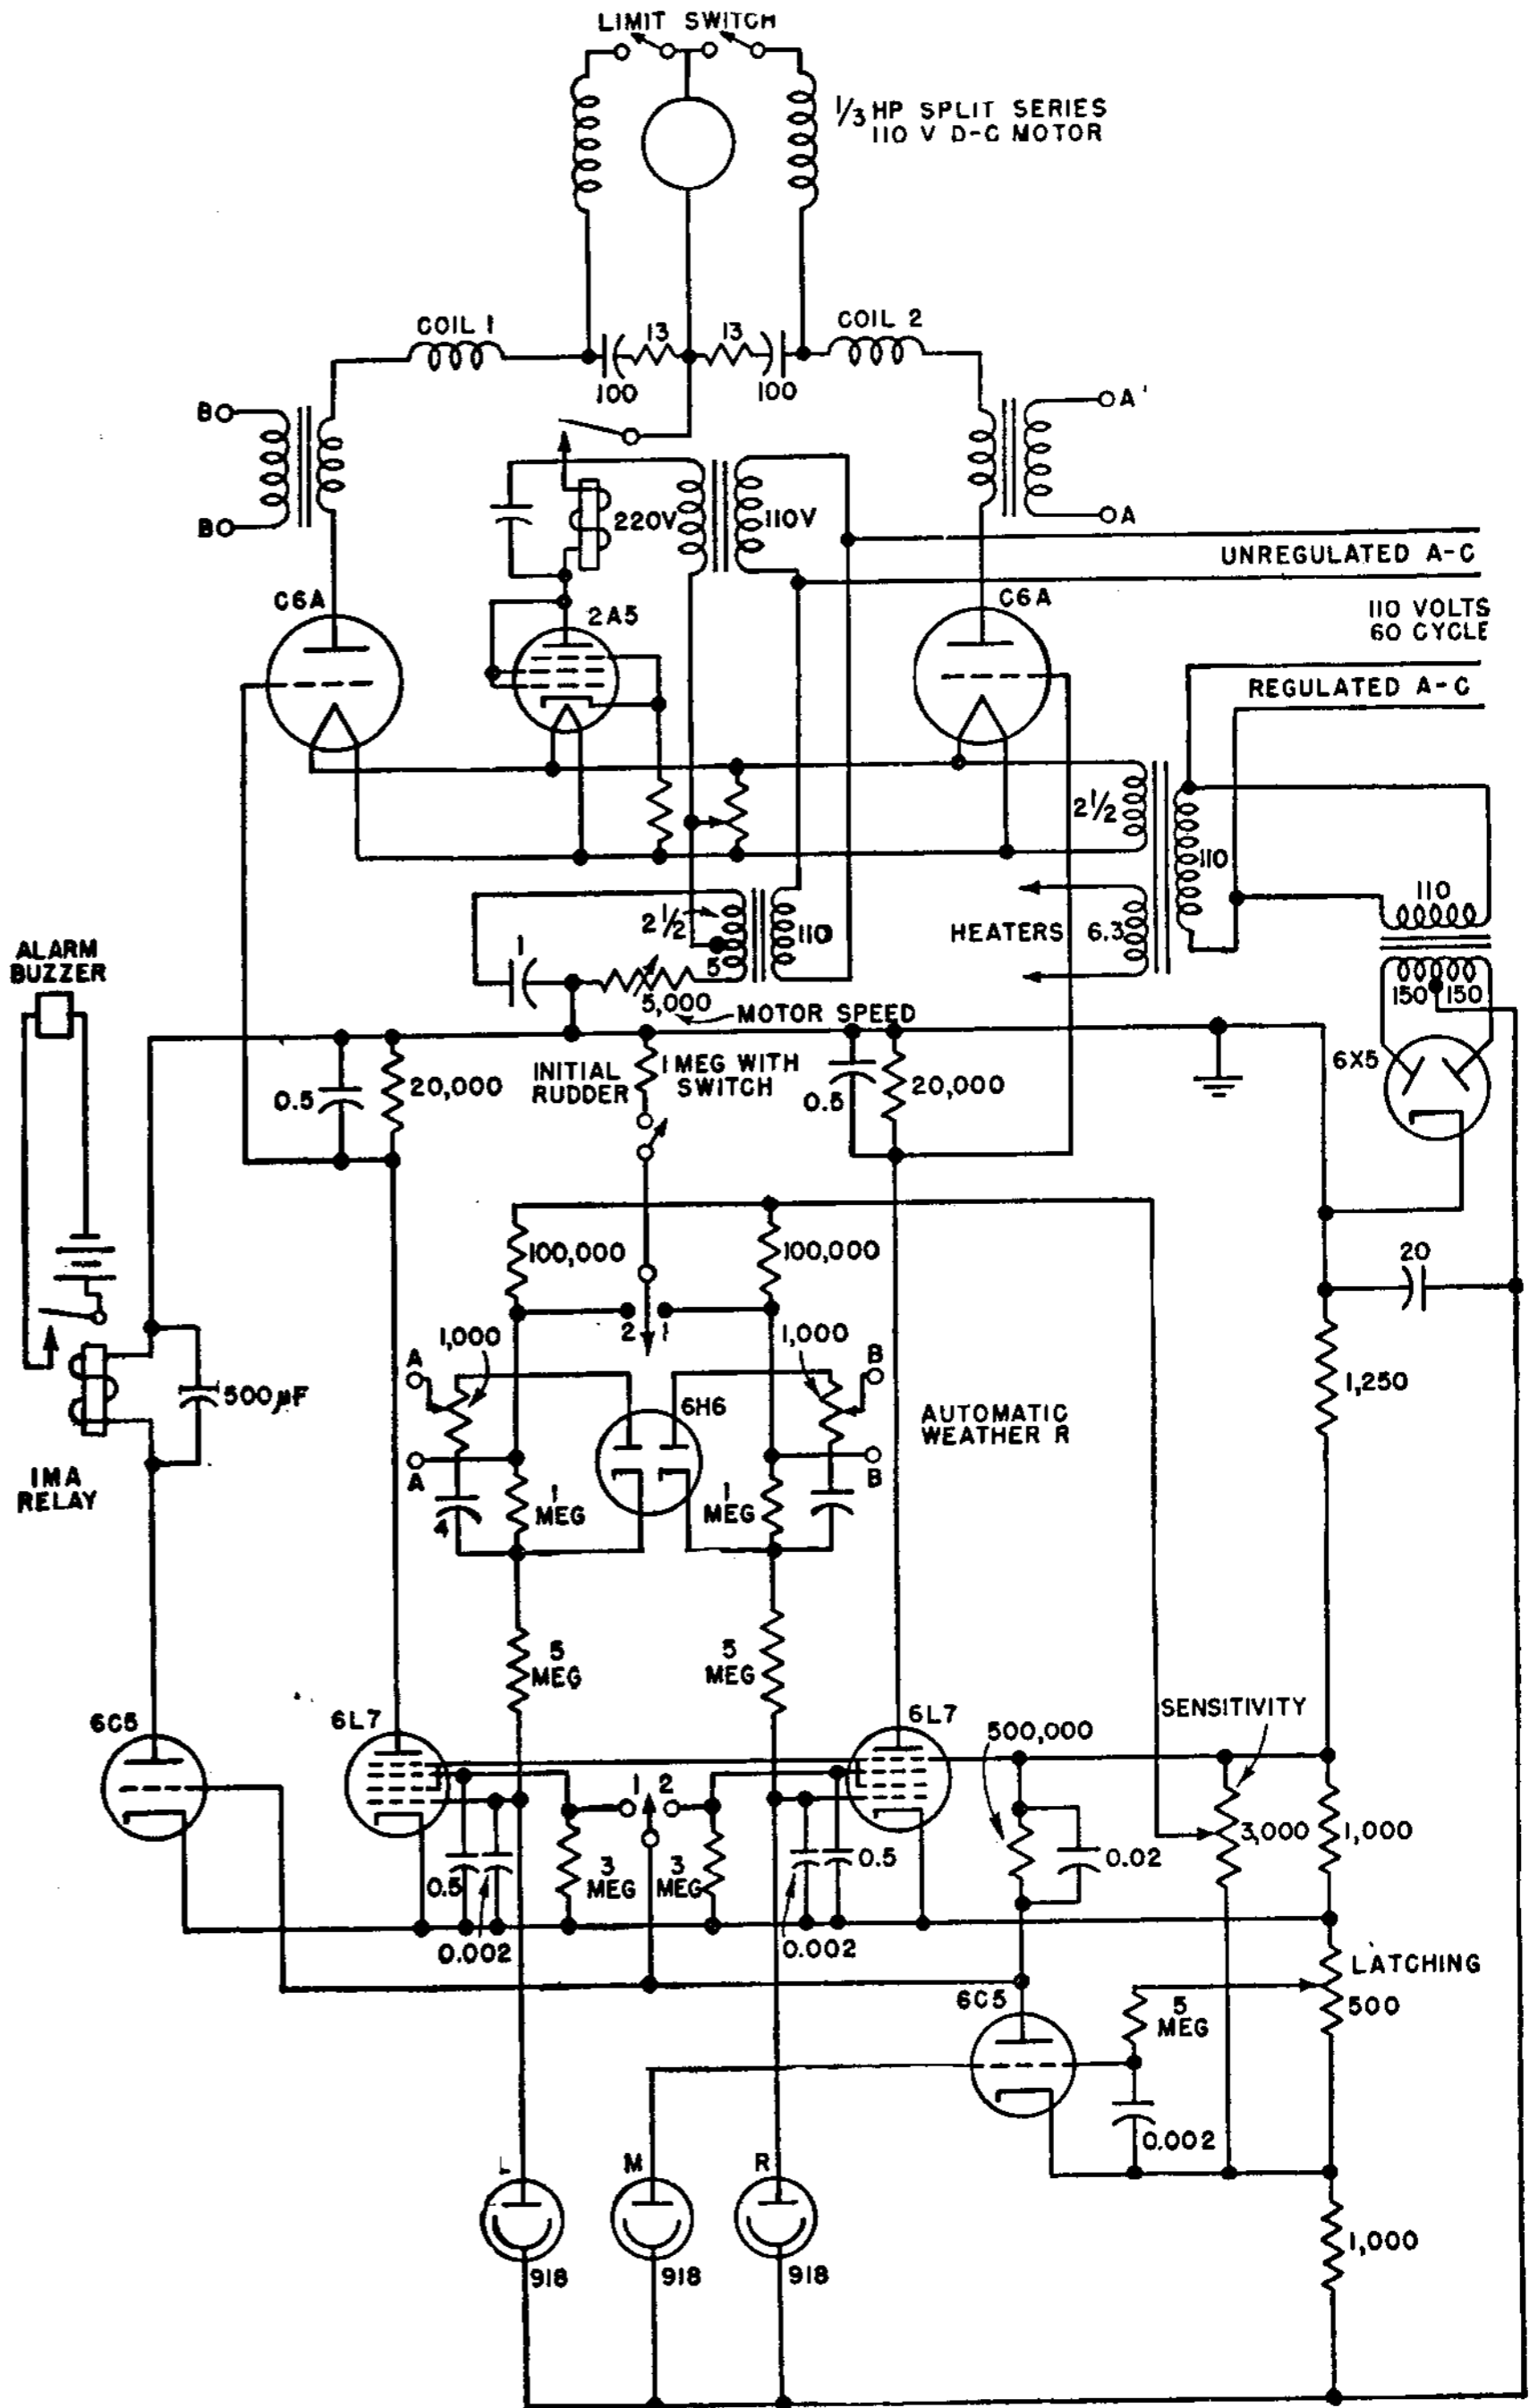 LIMIT SWITCH
1/3 HP SPLIT SERIES
110 V D-C MOTOR
COIL 1
13
13
COIL 2
100
100
B
B
A'
A
220V
110V
UNREGULATED A-C
C6A
2A5
C6A
110 VOLTS
60 CYCLE
REGULATED A-C
2 1/2
110
110
2 1/2
5
110
HEATERS
6.3
150
150
ALARM
BUZZER
1
5,000
MOTOR SPEED
6X5
INITIAL
RUDDER
1 MEG WITH
SWITCH
0.5
20,000
0.5
20,000
100,000
100,000
20
2
1
1,000
1,000
A
B
1,250
500µF
6H6
AUTOMATIC
WEATHER R
A
B
1MA
RELAY
4
1
MEG
1
MEG
5
MEG
5
MEG
SENSITIVITY
6C5
6L7
6L7
500,000
1
2
3,000
1,000
0.5
3
MEG
3
MEG
0.5
0.02
0.002
0.002
LATCHING
500
6C5
5
MEG
0.002
L
M
R
1,000
918
918
918